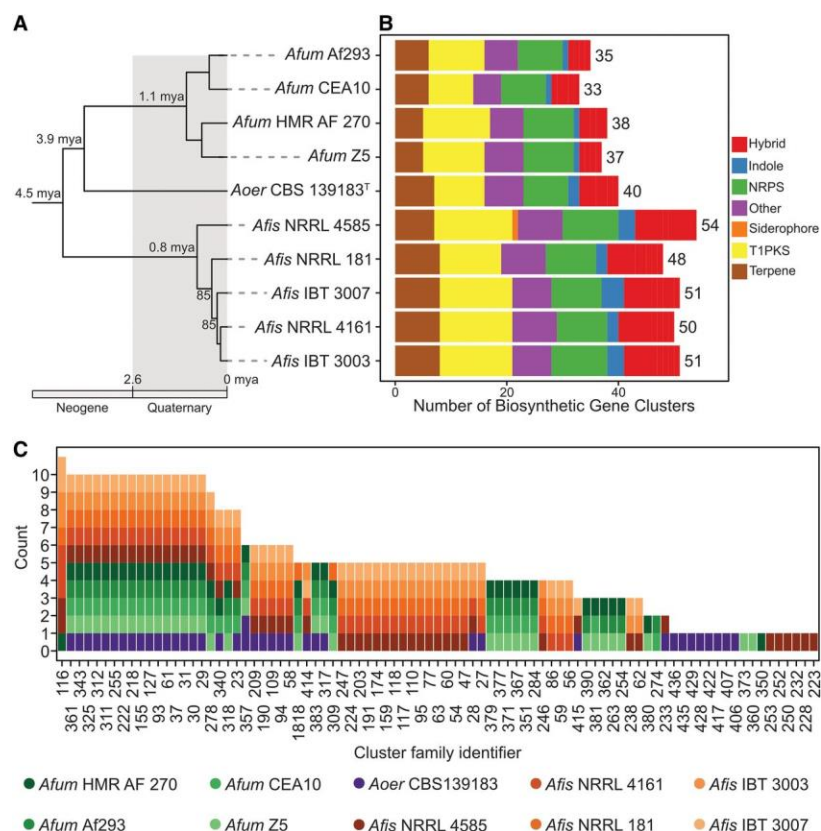 A
B
Afum Af293
35
Afum CEA10
33
1.1 mya
Afum HMR AF 270
38
3.9 mya
Afum Z5
37
4.5 mya
Aoer CBS 139183ᵀ
40
Afis NRRL 4585
54
0.8 mya
Afis NRRL 181
48
85
Afis IBT 3007
51
85
Afis NRRL 4161
50
Afis IBT 3003
51
Hybrid
Indole
NRPS
Other
Siderophore
T1PKS
Terpene
2.6
0 mya
Neogene
Quaternary
0
20
40
Number of Biosynthetic Gene Clusters
C
Count
10
9
8
7
6
5
4
3
2
1
0
116 343 312 255 218 127 61 31 29 340 23 209 109 58 414 317 247 203 174 118 110 77 60 47 27 377 367 284 86 56 390 362 254 62 274 436 429 422 407 373 350 252 232 223
361 325 311 222 155 93 37 30 278 318 357 190 94 1818 383 309 224 191 159 117 95 63 54 28 379 371 351 246 59 415 381 263 238 380 233 435 428 417 406 360 253 250 228
Cluster family identifier
Afum HMR AF 270
Afum CEA10
Aoer CBS139183
Afis NRRL 4161
Afis IBT 3003
Afum Af293
Afum Z5
Afis NRRL 4585
Afis NRRL 181
Afis IBT 3007